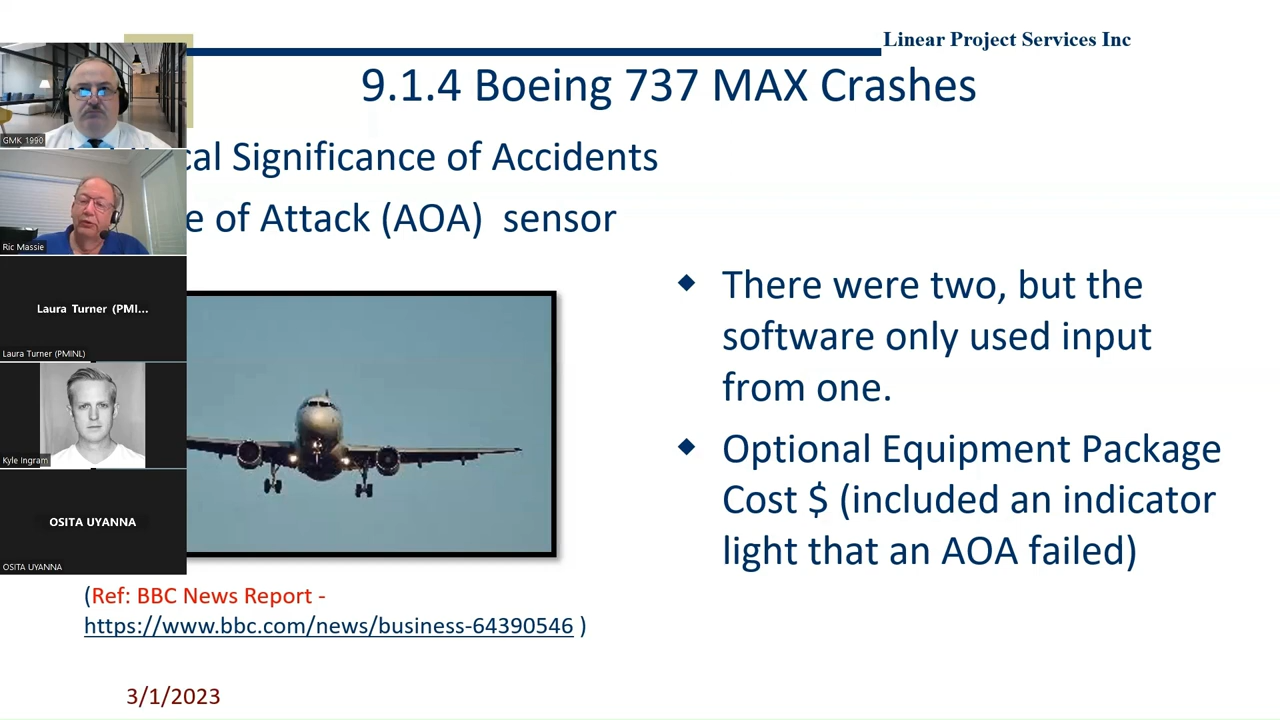 Linear Project Services Inc
9.1.4 Boeing 737 MAX Crashes
cal Significance of Accidents
e of Attack (AOA) sensor
There were two, but the
software only used input
from one.
Optional Equipment Package
Cost $ (included an indicator
light that an AOA failed)
(Ref: BBC News Report -
https://www.bbc.com/news/business-64390546 )
3/1/2023
GMK 1990
Ric Massie
Laura Turner (PMI...
Laura Turner (PMINL)
Kyle Ingram
OSITA UYANNA
OSITA UYANNA